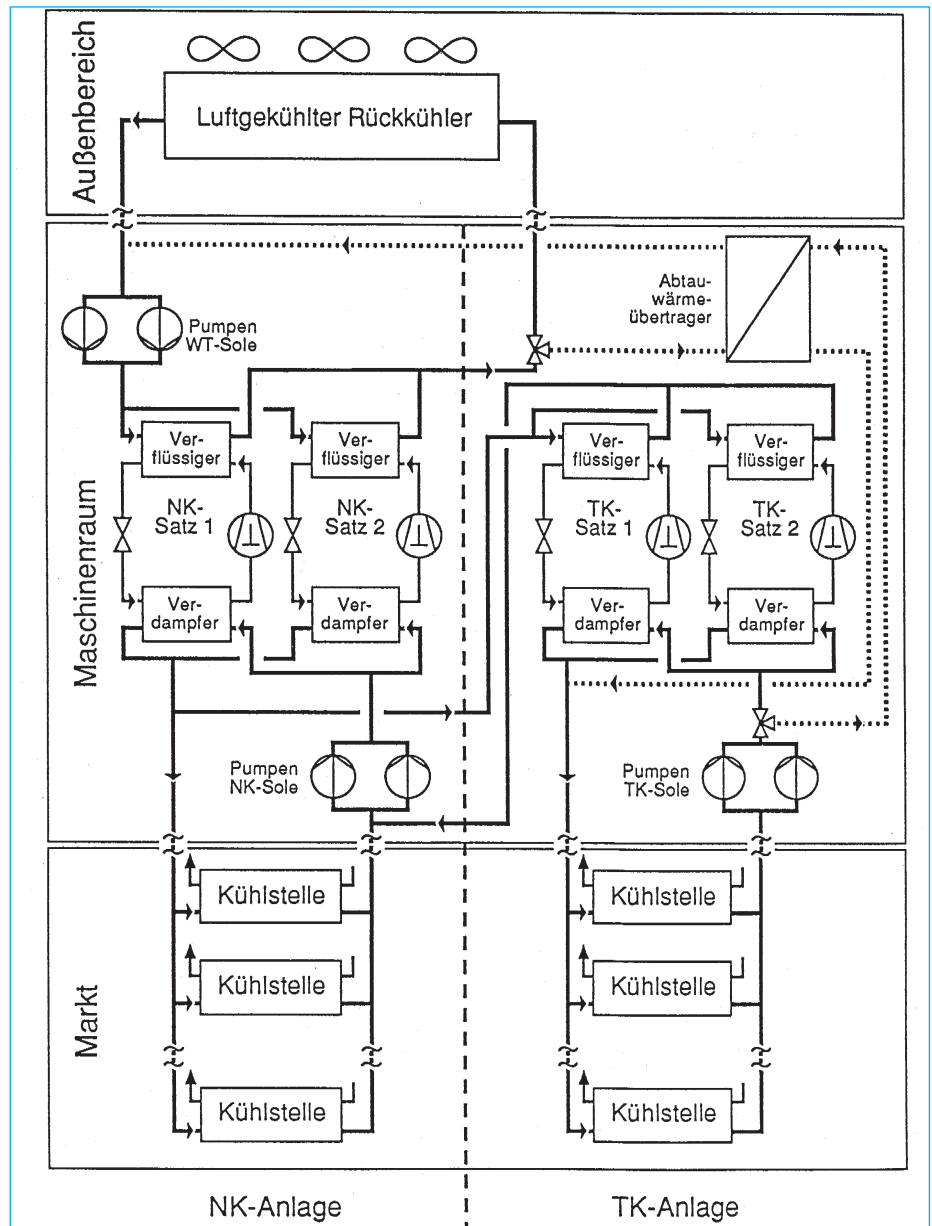 Außenbereich
Luftgekühlter Rückkühler
Maschinenraum
Abtau-
wärme-
übertrager
Pumpen
WT-Sole
Ver-
flüssiger
Ver-
flüssiger
Ver-
flüssiger
Ver-
flüssiger
NK-
Satz 1
NK-
Satz 2
TK-
Satz 1
TK-
Satz 2
Ver-
dampfer
Ver-
dampfer
Ver-
dampfer
Ver-
dampfer
Pumpen
NK-Sole
Pumpen
TK-Sole
Markt
Kühlstelle
Kühlstelle
Kühlstelle
Kühlstelle
Kühlstelle
Kühlstelle
NK-Anlage
TK-Anlage